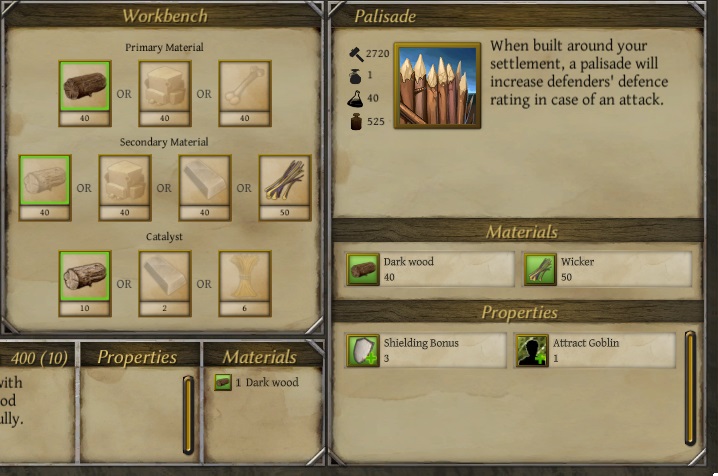 Workbench
Primary Material
OR OR
40 40 40
Secondary Material
OR OR OR
40 40 40 50
Catalyst
OR OR
10 2 6
400 (10)
with
od
ully.
Properties
Materials
1 Dark wood
Palisade
2720
1
40
525
When built around your
settlement, a palisade will
increase defenders' defence
rating in case of an attack.
Materials
Dark wood
40
Wicker
50
Properties
Shielding Bonus
3
Attract Goblin
1